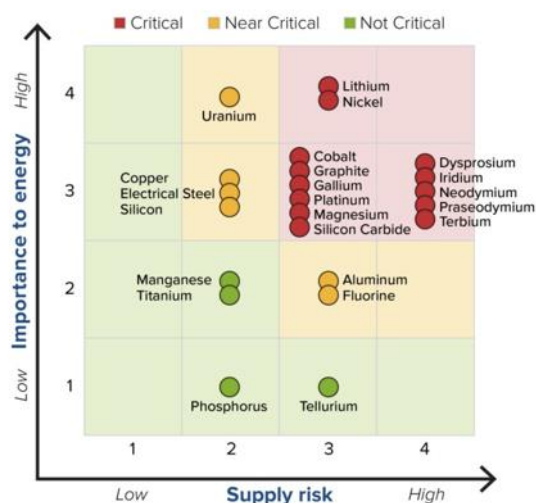 Critical
Near Critical
Not Critical
High
Importance to energy
Low
4
3
2
1
Uranium
Lithium
Nickel
Copper
Electrical Steel
Silicon
Cobalt
Graphite
Gallium
Platinum
Magnesium
Silicon Carbide
Dysprosium
Iridium
Neodymium
Praseodymium
Terbium
Manganese
Titanium
Aluminum
Fluorine
Phosphorus
Tellurium
1
2
3
4
Low
Supply risk
High